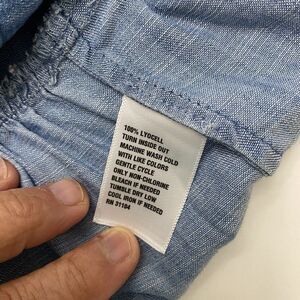 100% LYOCELL
TURN INSIDE OUT
MACHINE WASH COLD
WITH LIKE COLORS
GENTLE CYCLE
ONLY NON-CHLORINE
BLEACH IF NEEDED
TUMBLE DRY LOW
COOL IRON IF NEEDED
RN 31184